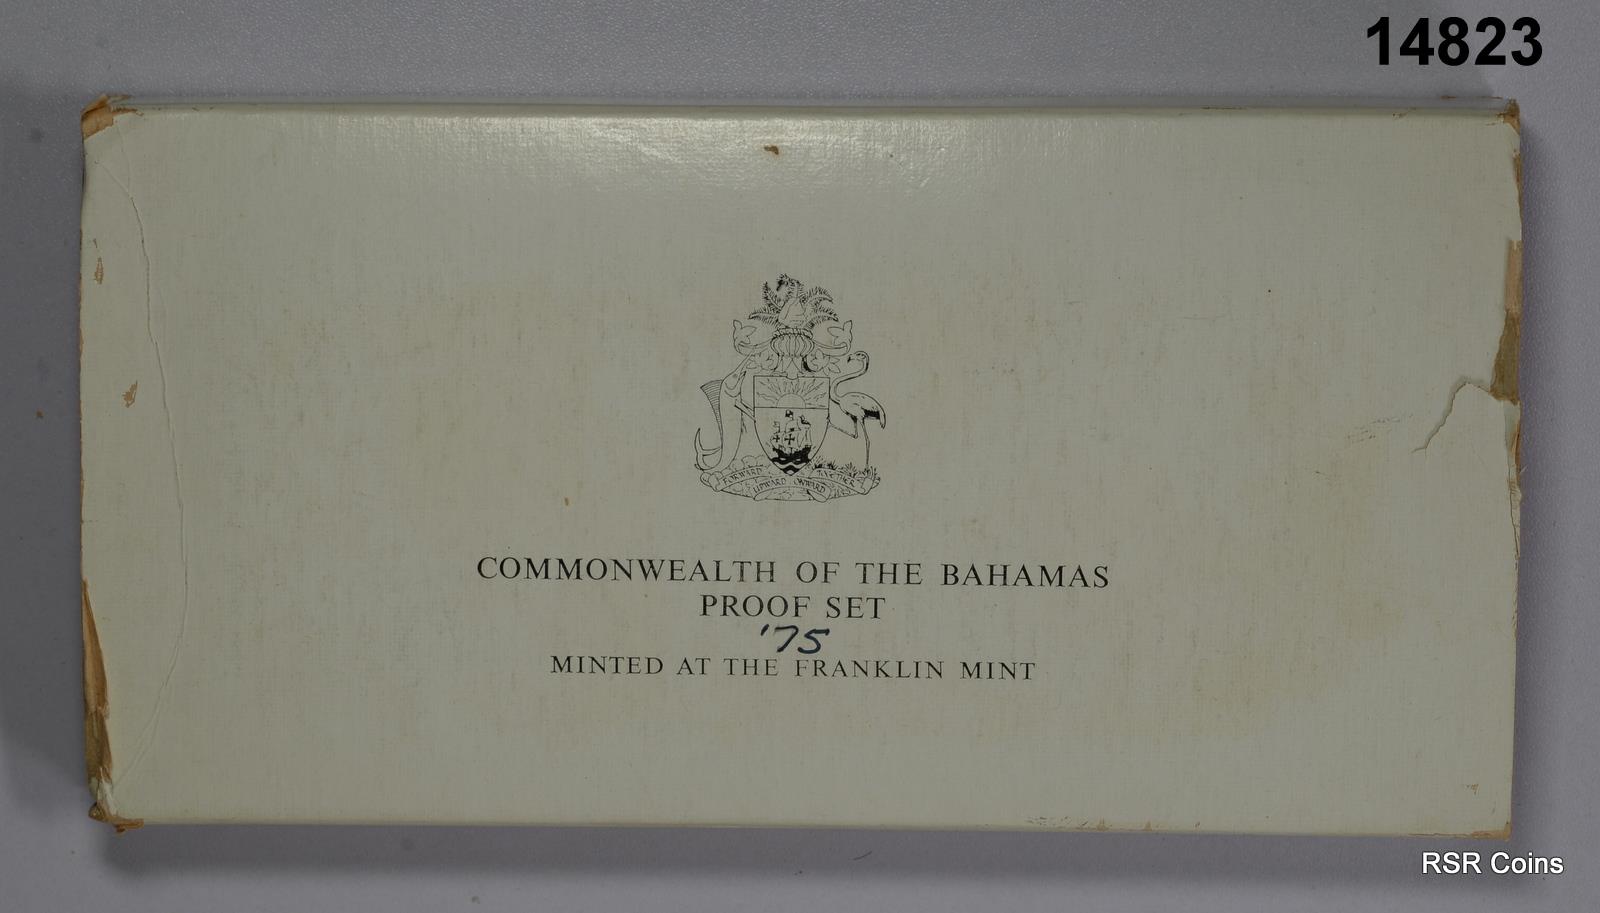 14823
FORWARD UPWARD ONWARD TOGETHER
COMMONWEALTH OF THE BAHAMAS
PROOF SET
'75
MINTED AT THE FRANKLIN MINT
RSR Coins